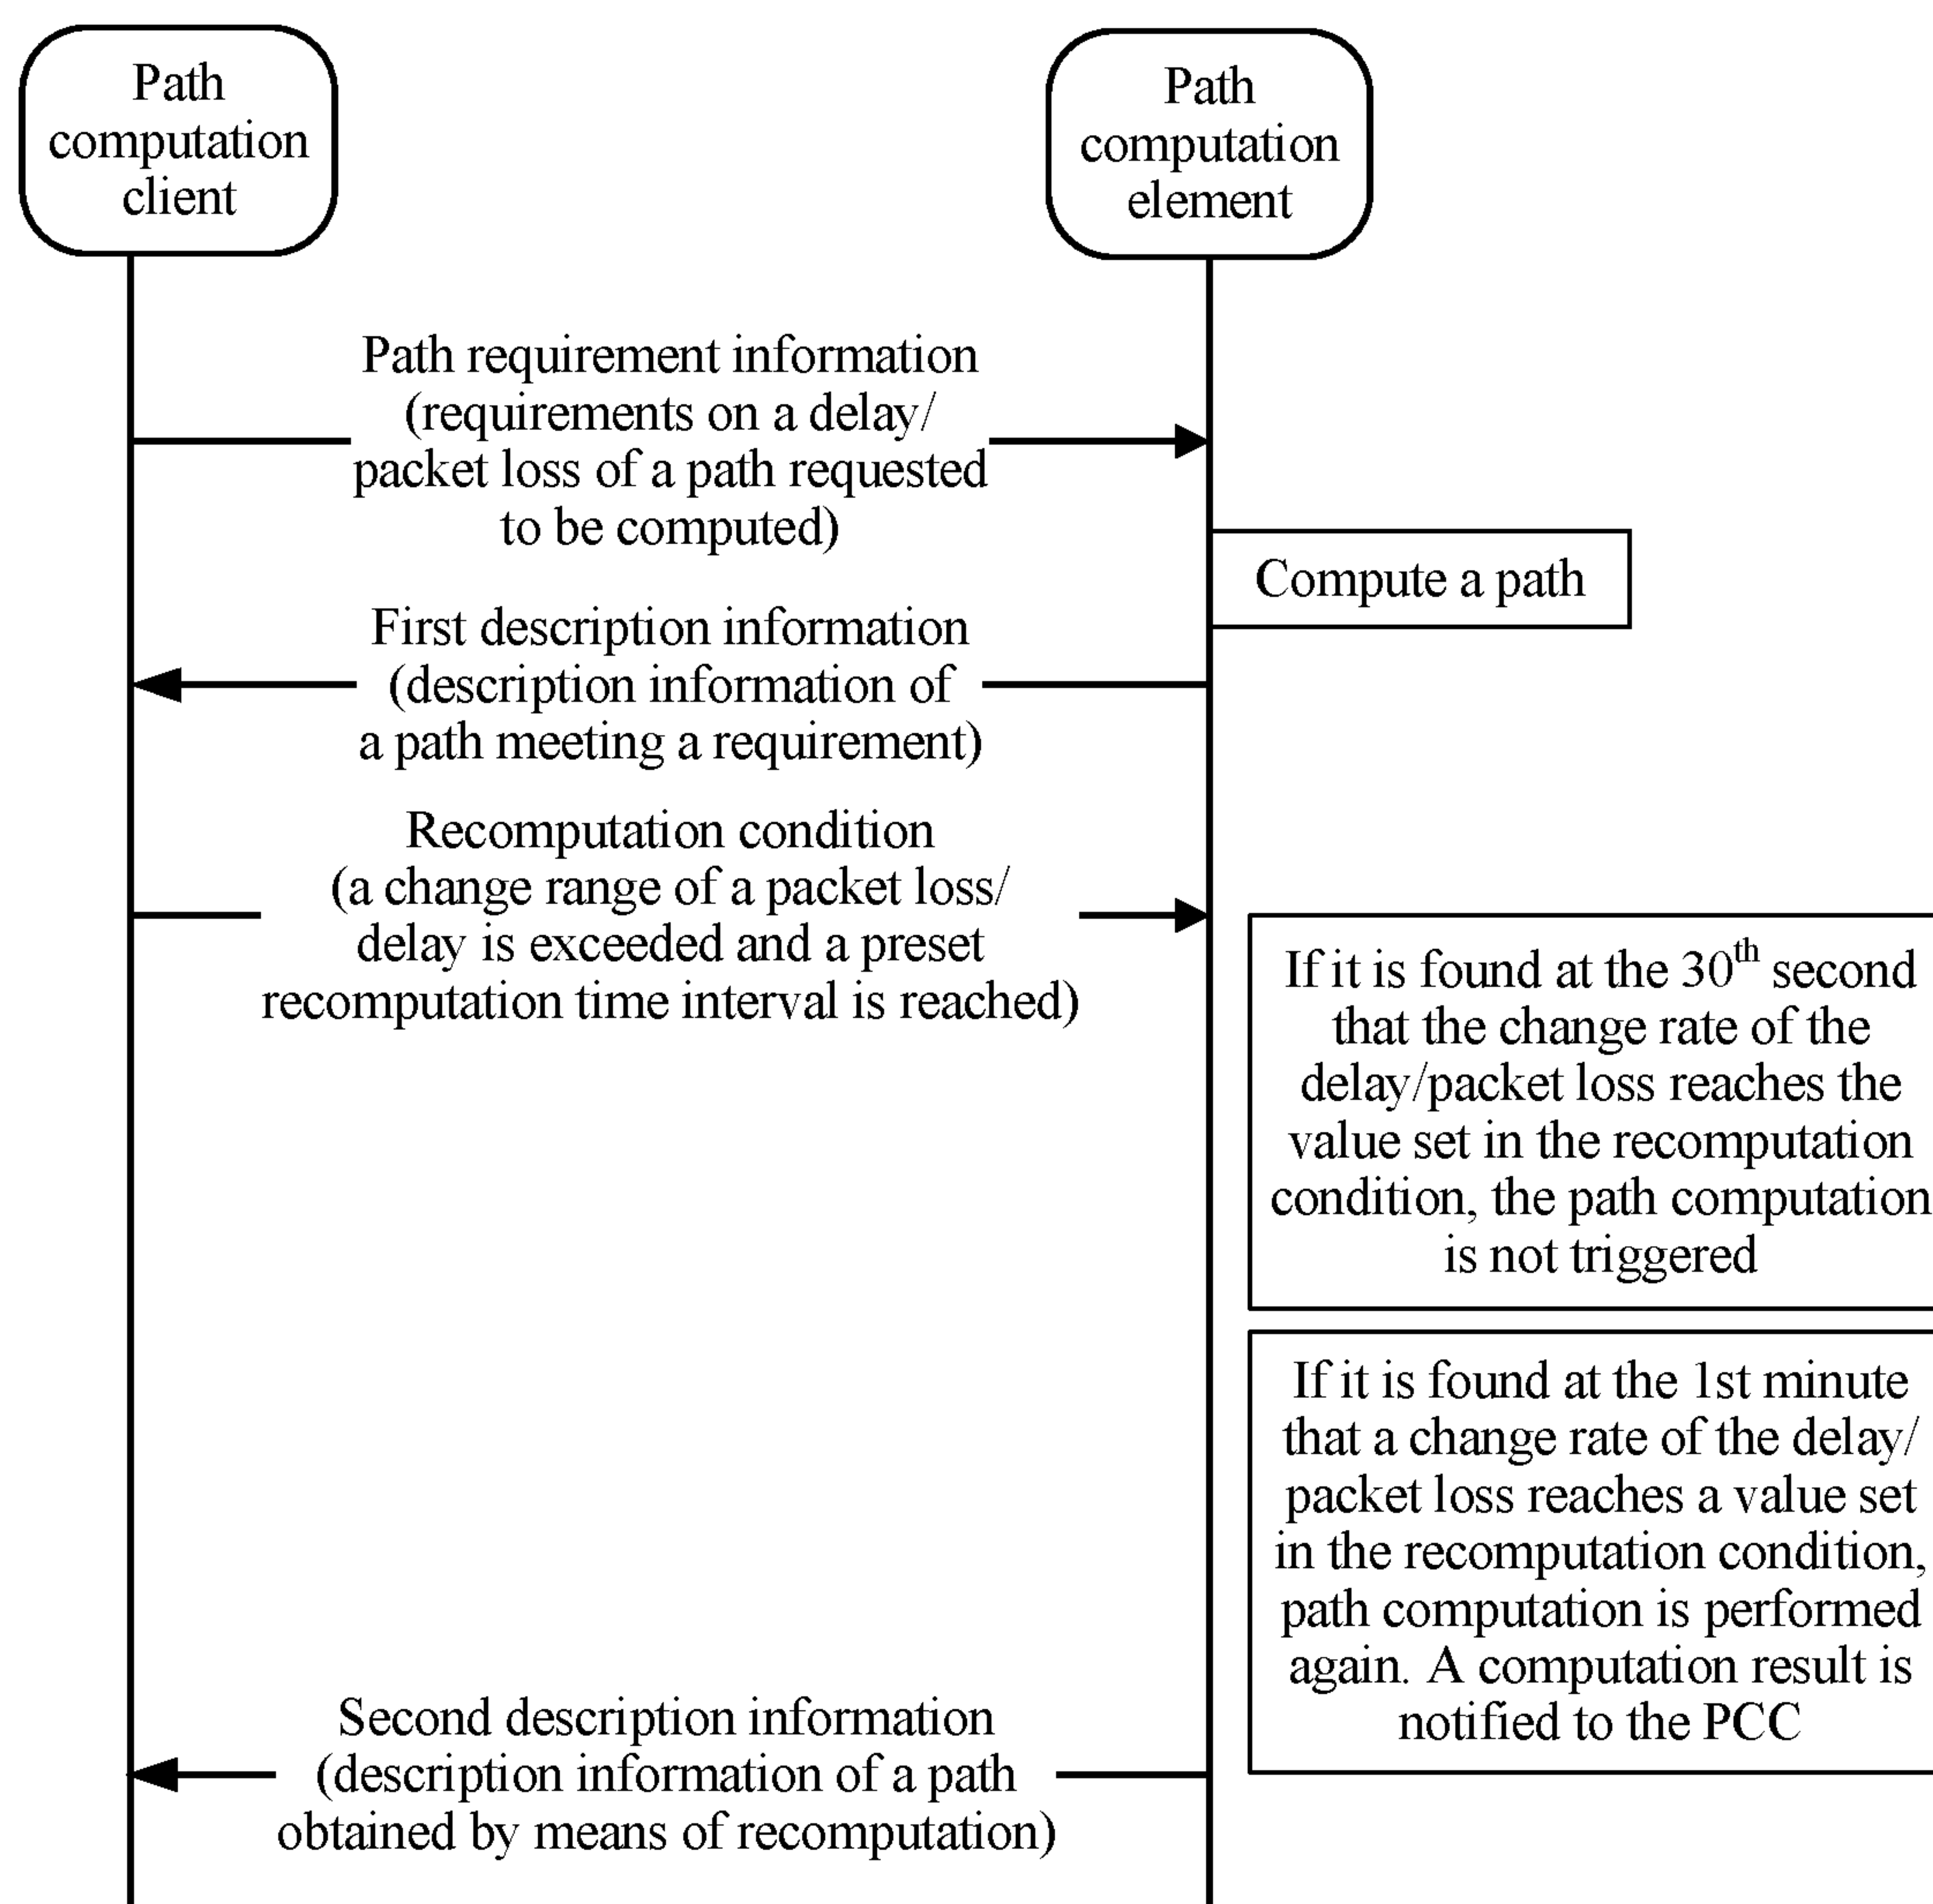 Path
computation
client
Path
computation
element
Path requirement information
(requirements on a delay/
packet loss of a path requested
to be computed)
Compute a path
First description information
(description information of
a path meeting a requirement)
Recomputation condition
(a change range of a packet loss/
delay is exceeded and a preset
recomputation time interval is reached)
If it is found at the 30th second
that the change rate of the
delay/packet loss reaches the
value set in the recomputation
condition, the path computation
is not triggered
If it is found at the 1st minute
that a change rate of the delay/
packet loss reaches a value set
in the recomputation condition,
path computation is performed
again. A computation result is
notified to the PCC
Second description information
(description information of a path
obtained by means of recomputation)